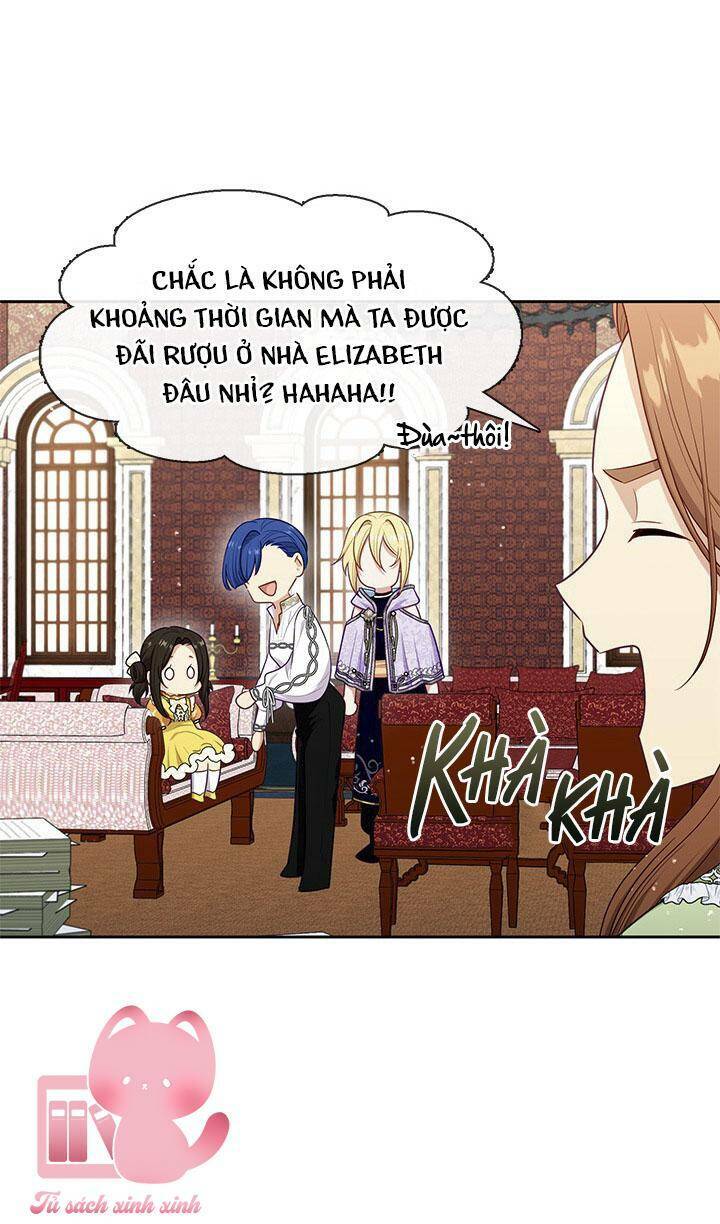 CHẮC LÀ KHÔNG PHẢI
KHOẢNG THỜI GIAN MÀ TA ĐƯỢC
ĐÃI RƯỢU Ở NHÀ ELIZABETH
ĐÂU NHỈ? HAHAHA!!
Đùa~thôi!
KHÀ
KHÀ
Tủ sách xinh xinh